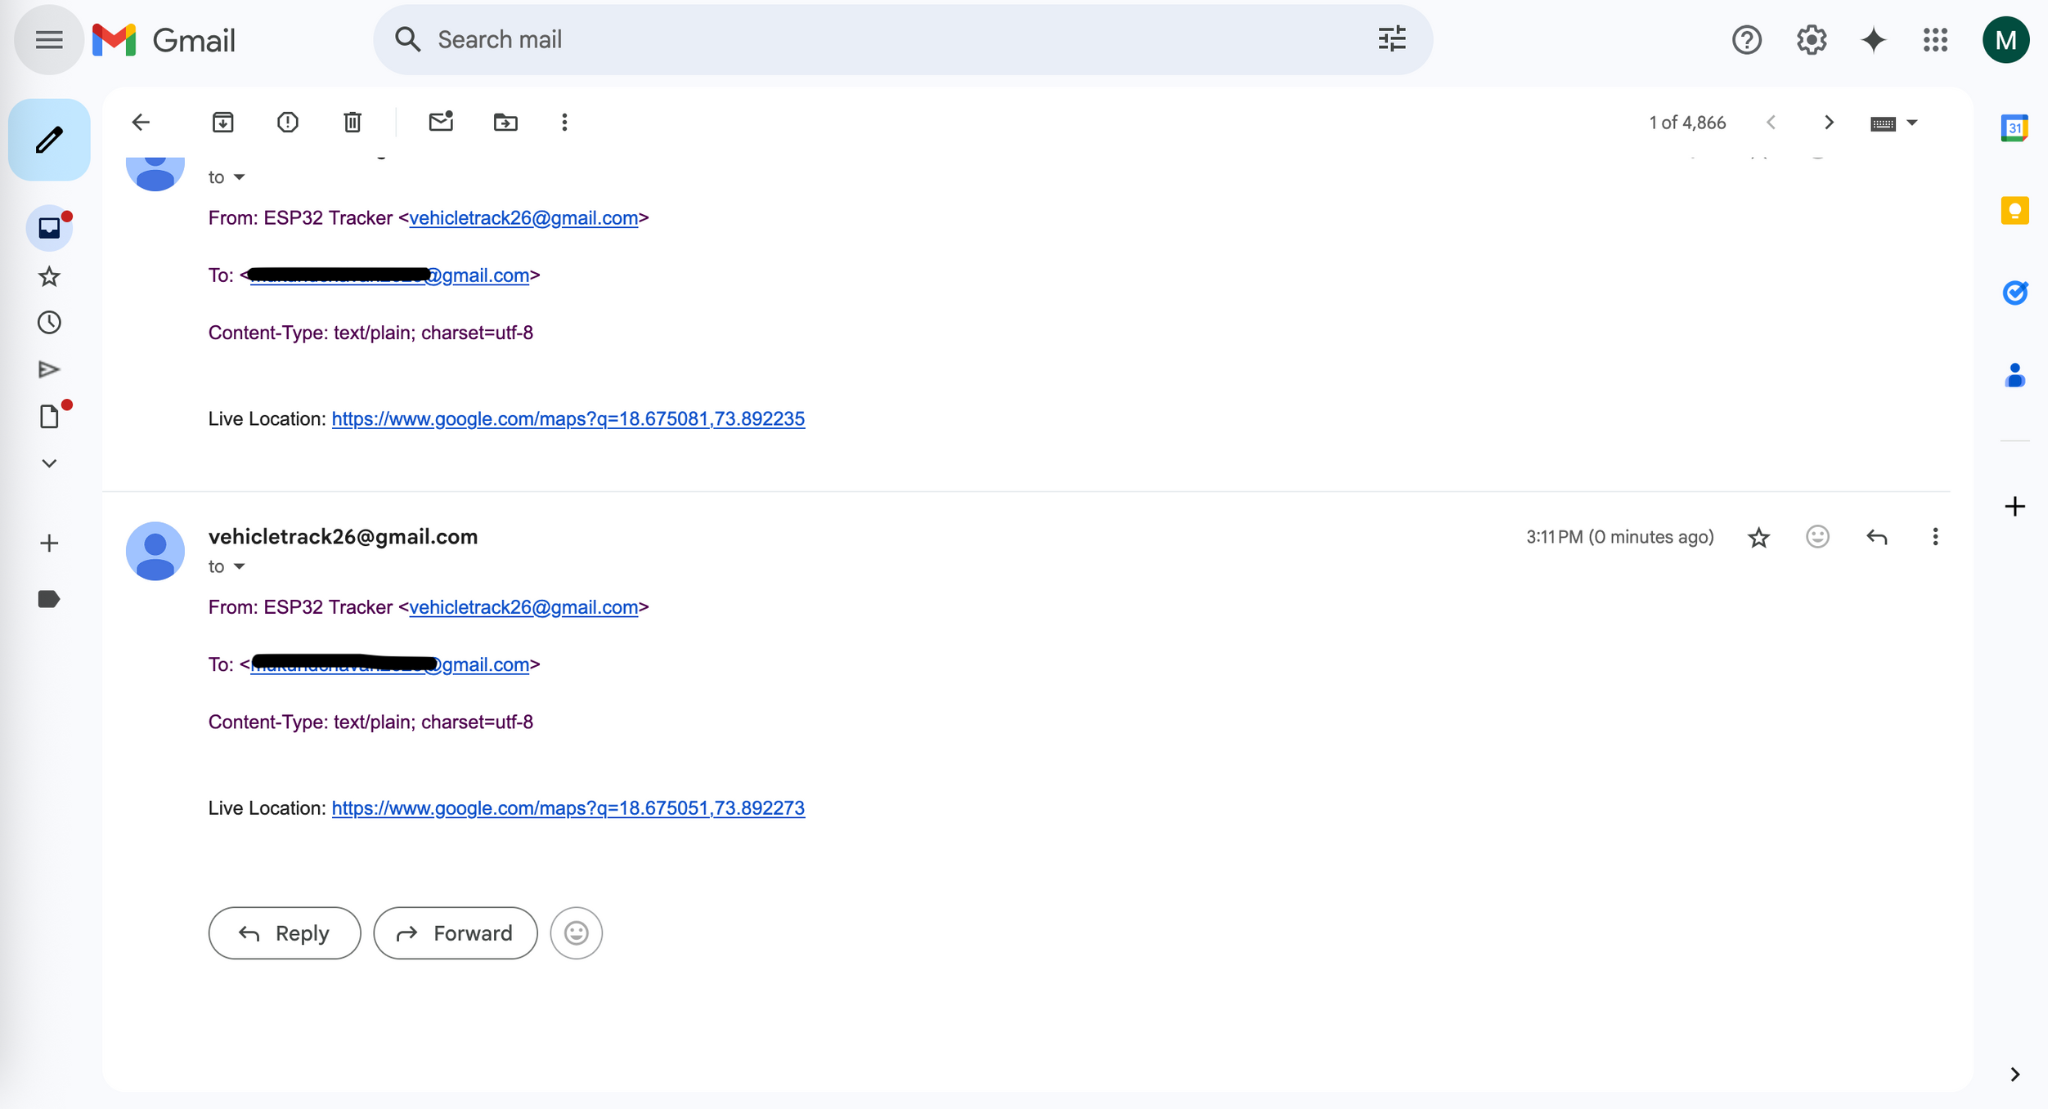 Gmail
Search mail
M
1 of 4,866
31
to
From: ESP32 Tracker <vehicletrack26@gmail.com>
To: <@gmail.com>
Content-Type: text/plain; charset=utf-8
Live Location: https://www.google.com/maps?q=18.675081,73.892235
vehicletrack26@gmail.com
3:11 PM (0 minutes ago)
to
From: ESP32 Tracker <vehicletrack26@gmail.com>
To: <@gmail.com>
Content-Type: text/plain; charset=utf-8
Live Location: https://www.google.com/maps?q=18.675051,73.892273
Reply
Forward